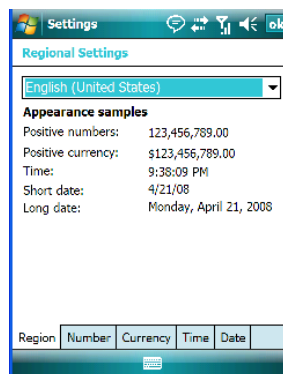 Settings ok
Regional Settings
English (United States)
Appearance samples
Positive numbers: 123,456,789.00
Positive currency: $123,456,789.00
Time: 9:38:09 PM
Short date: 4/21/08
Long date: Monday, April 21, 2008
Region Number Currency Time Date